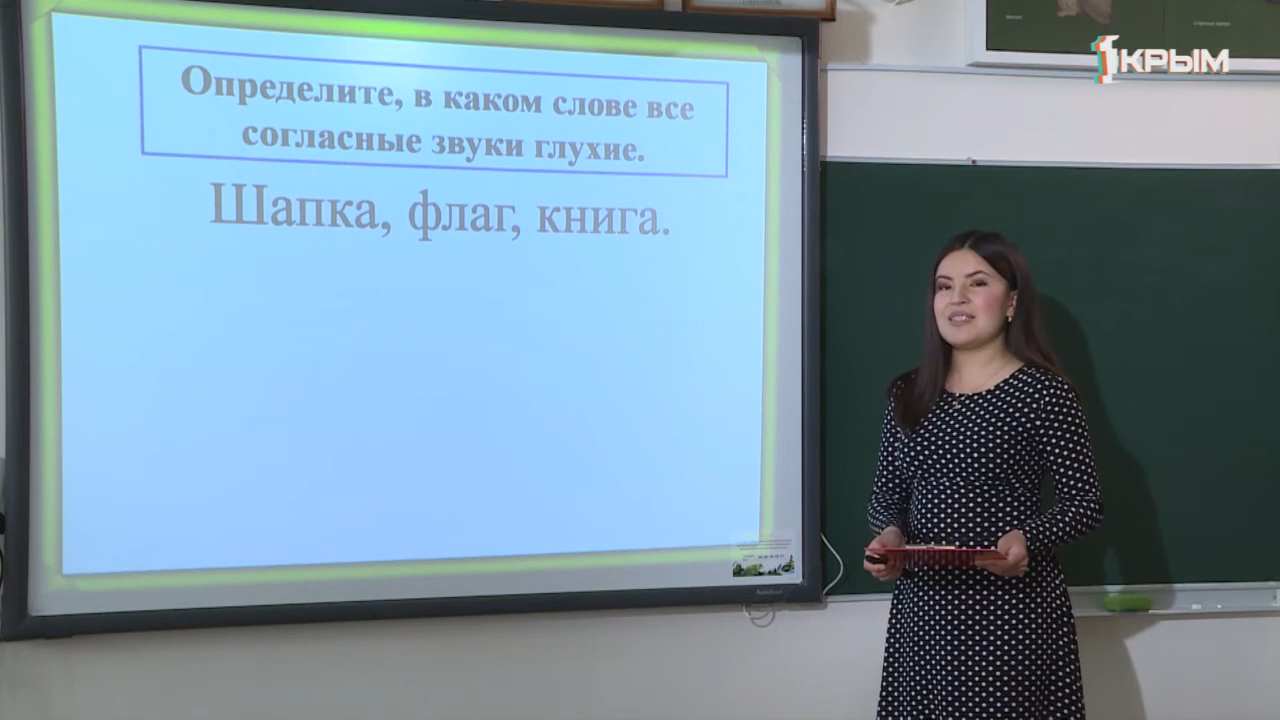 Определите, в каком слове все
согласные звуки глухие.
Шапка, флаг, книга.
1КРЫМ